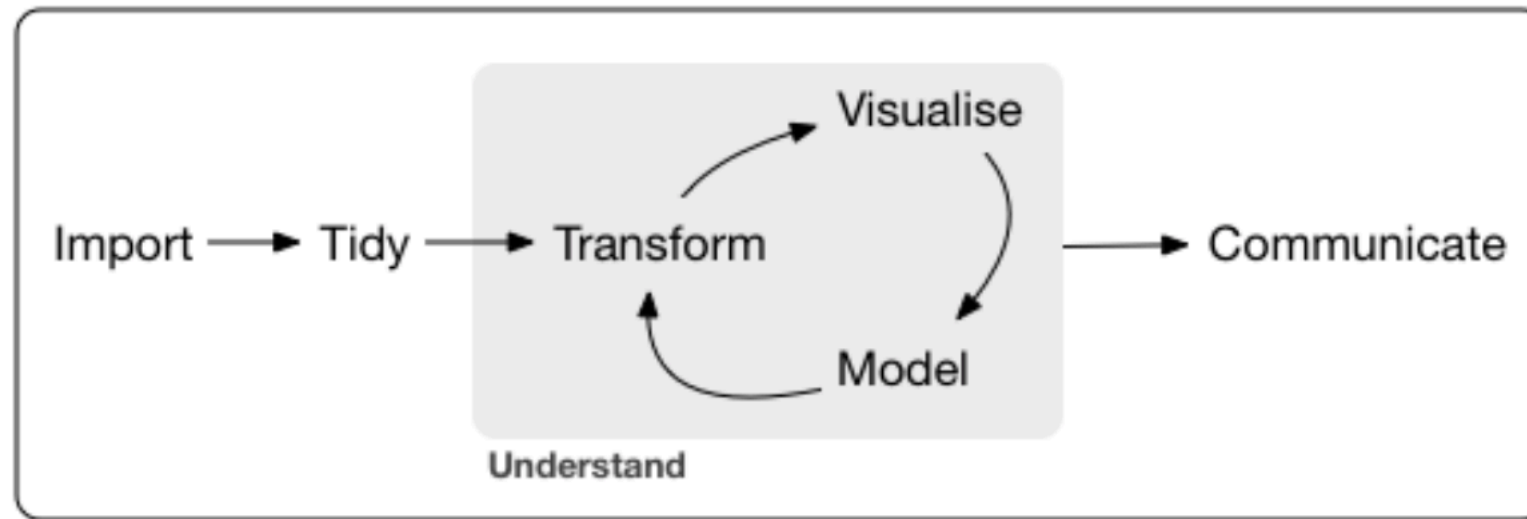 Visualise
Import Tidy Transform Communicate
Model
Understand